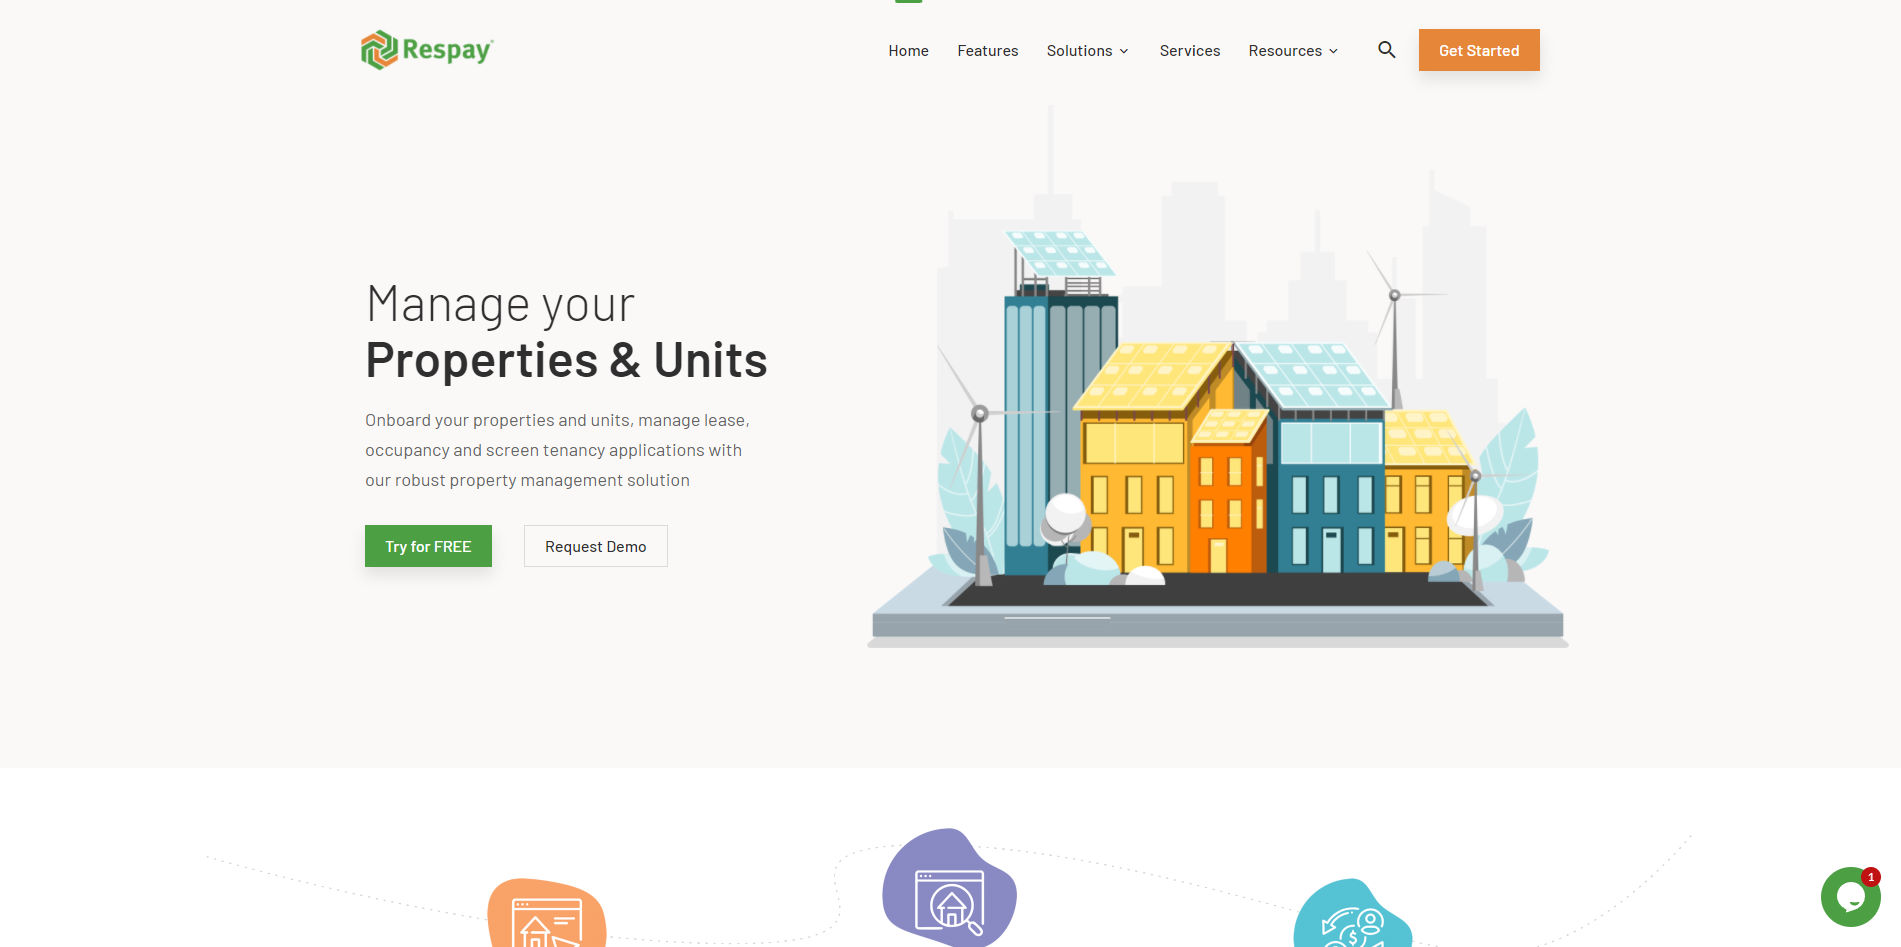 Respay
Home Features Solutions Services Resources Get Started
Manage your
Properties & Units
Onboard your properties and units, manage lease,
occupancy and screen tenancy applications with
our robust property management solution
Try for FREE Request Demo
1